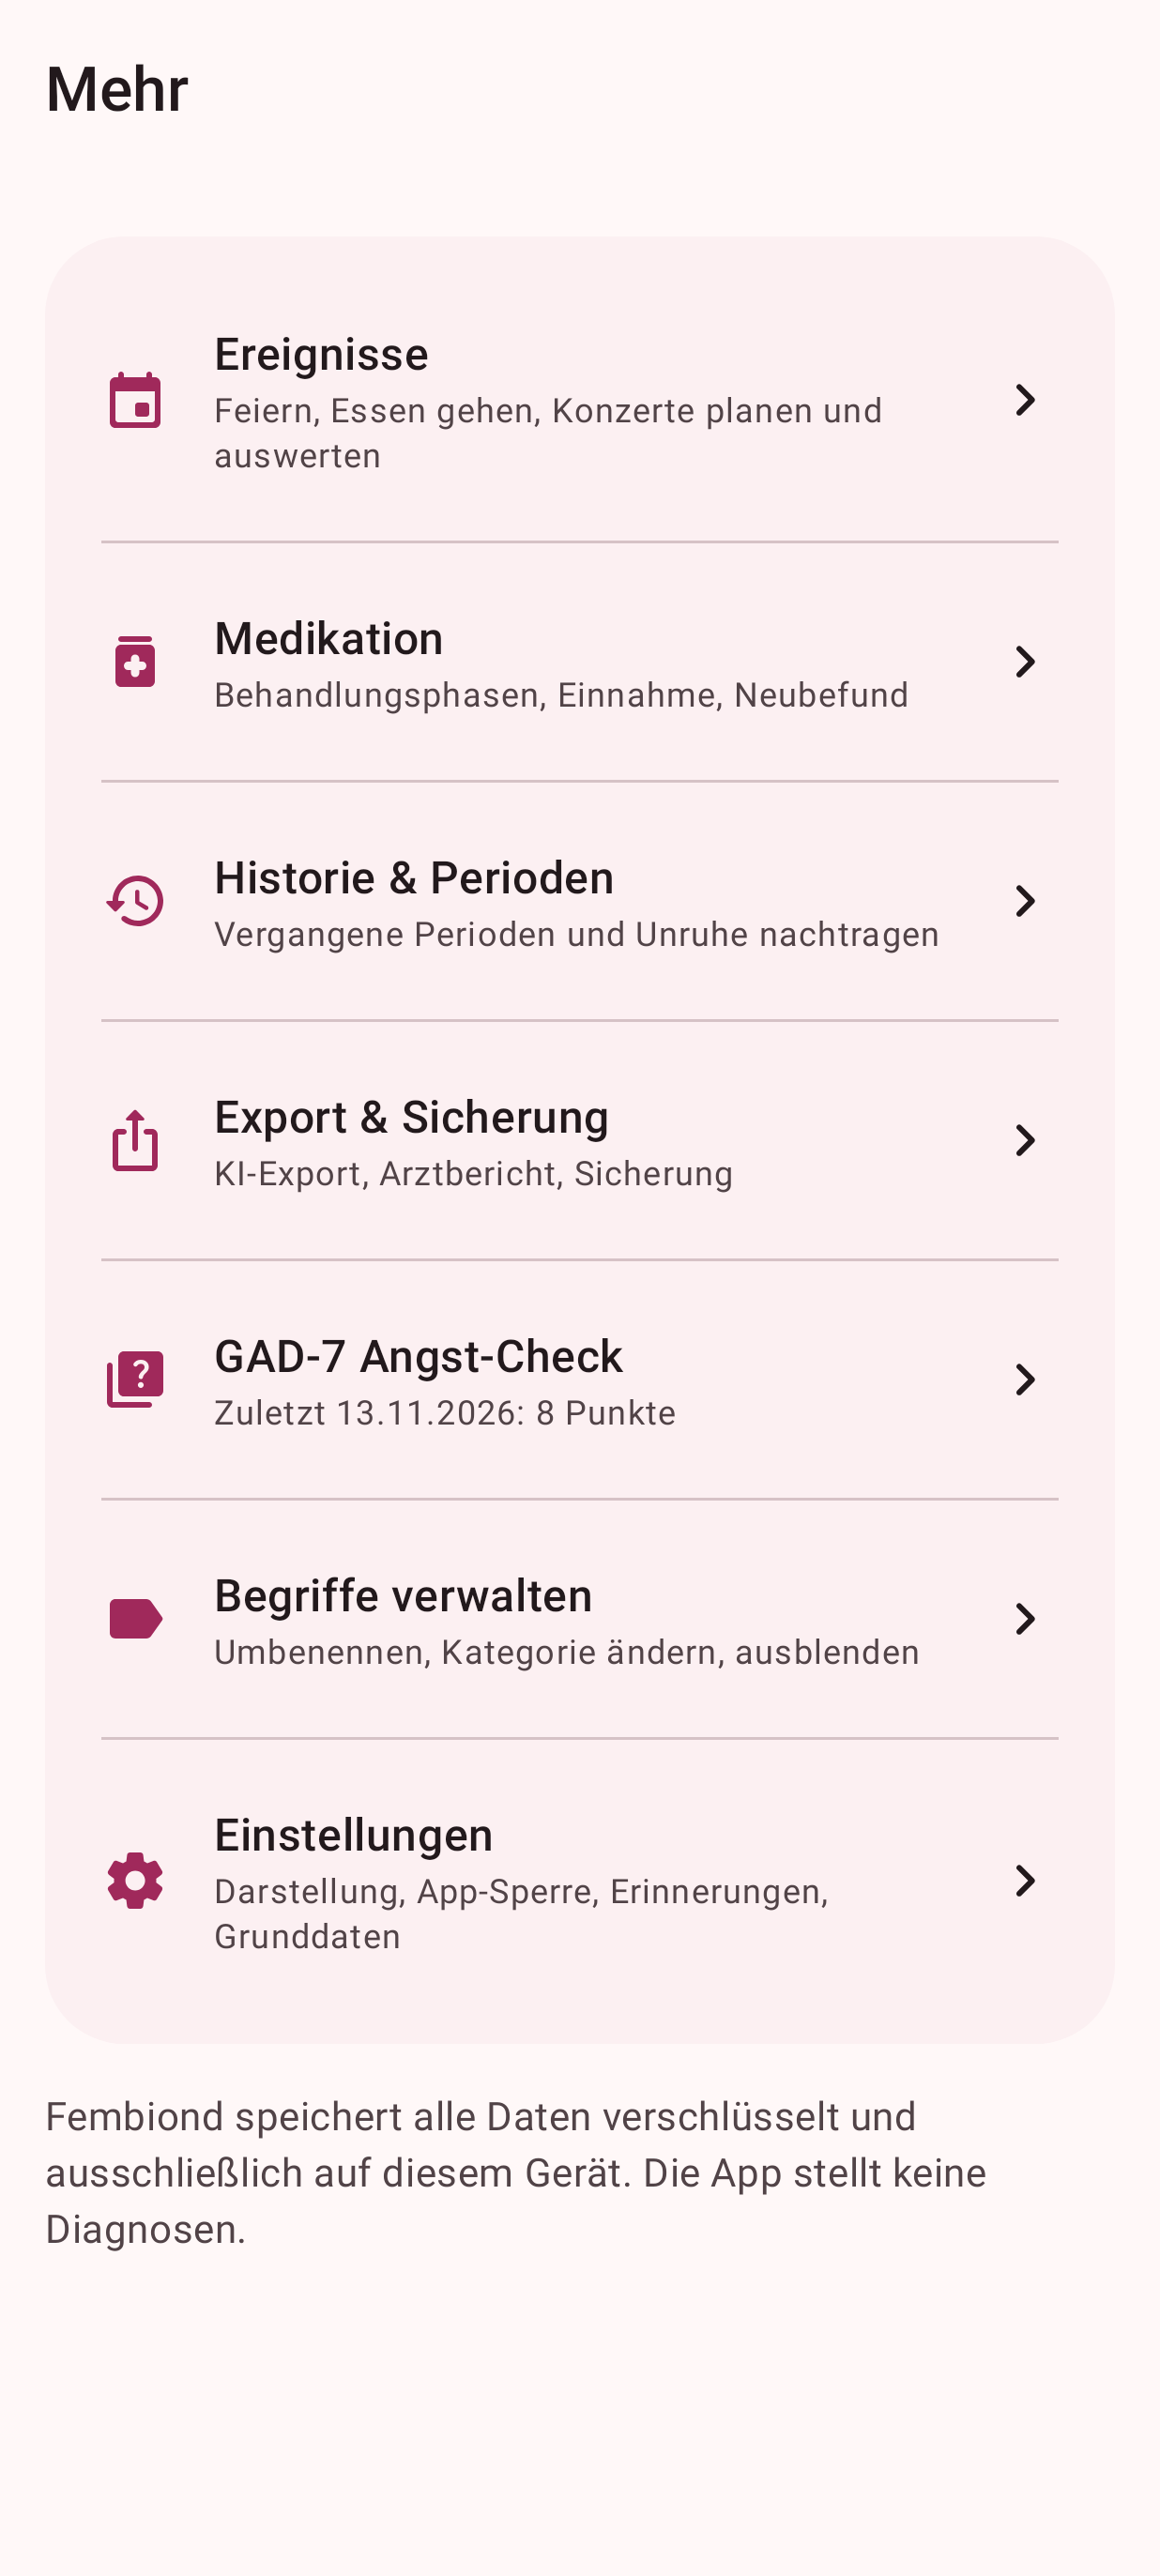 Mehr
Ereignisse
Feiern, Essen gehen, Konzerte planen und
auswerten
Medikation
Behandlungsphasen, Einnahme, Neubefund
Historie & Perioden
Vergangene Perioden und Unruhe nachtragen
Export & Sicherung
KI-Export, Arztbericht, Sicherung
GAD-7 Angst-Check
Zuletzt 13.11.2026: 8 Punkte
Begriffe verwalten
Umbenennen, Kategorie ändern, ausblenden
Einstellungen
Darstellung, App-Sperre, Erinnerungen,
Grunddaten
Fembiond speichert alle Daten verschlüsselt und
ausschließlich auf diesem Gerät. Die App stellt keine
Diagnosen.